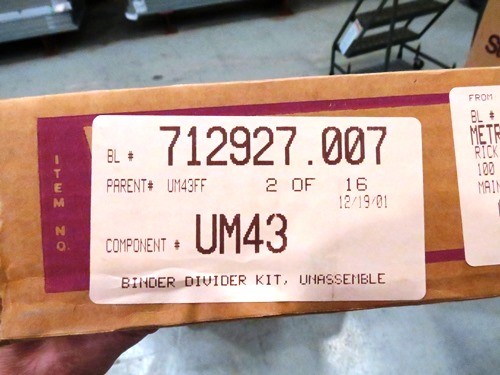 ITEM NO.
BL # 712927.007
PARENT# UM43FF 2 OF 16
12/19/01
COMPONENT # UM43
BINDER DIVIDER KIT, UNASSEMBLE
FROM
BL #
METR
RICK
100
MAIN